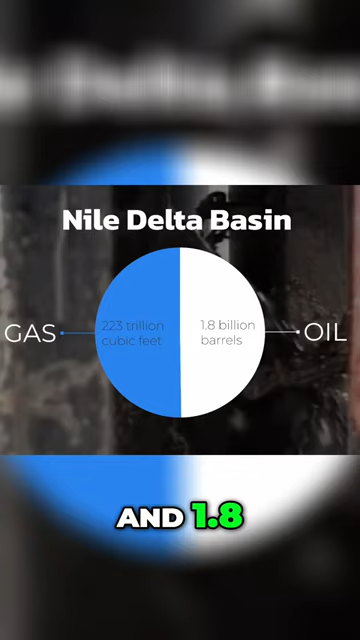 Nile Delta Basin
GAS
223 trillion
cubic feet
1.8 billion
barrels
OIL
AND 1.8